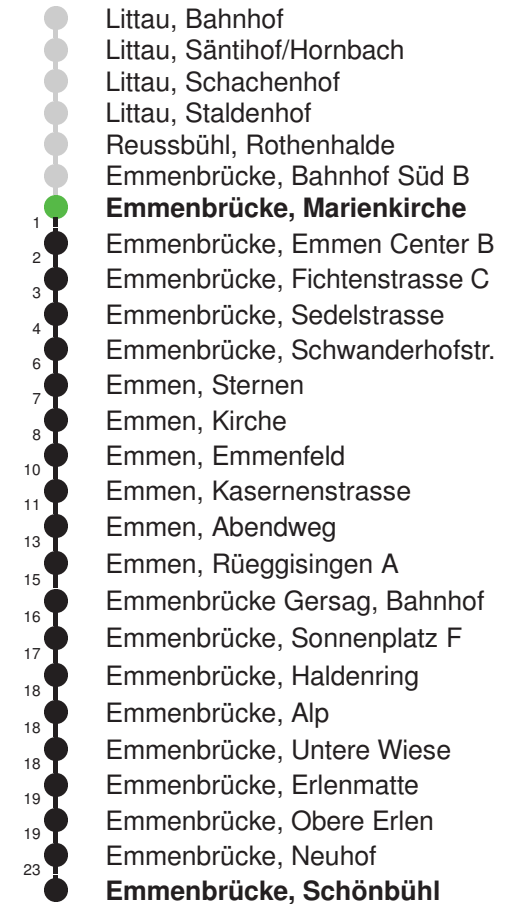 Littau, Bahnhof
Littau, Säntihof/Hornbach
Littau, Schachenhof
Littau, Staldenhof
Reussbühl, Rothenhalde
Emmenbrücke, Bahnhof Süd B
Emmenbrücke, Marienkirche
1
Emmenbrücke, Emmen Center B
2
Emmenbrücke, Fichtenstrasse C
3
Emmenbrücke, Sedelstrasse
4
Emmenbrücke, Schwanderhofstr.
6
Emmen, Sternen
7
Emmen, Kirche
8
Emmen, Emmenfeld
10
Emmen, Kasernenstrasse
11
Emmen, Abendweg
13
Emmen, Rüeggisingen A
15
Emmenbrücke Gersag, Bahnhof
16
Emmenbrücke, Sonnenplatz F
17
Emmenbrücke, Haldenring
18
Emmenbrücke, Alp
18
Emmenbrücke, Untere Wiese
18
Emmenbrücke, Erlenmatte
19
Emmenbrücke, Obere Erlen
19
Emmenbrücke, Neuhof
23
Emmenbrücke, Schönbühl